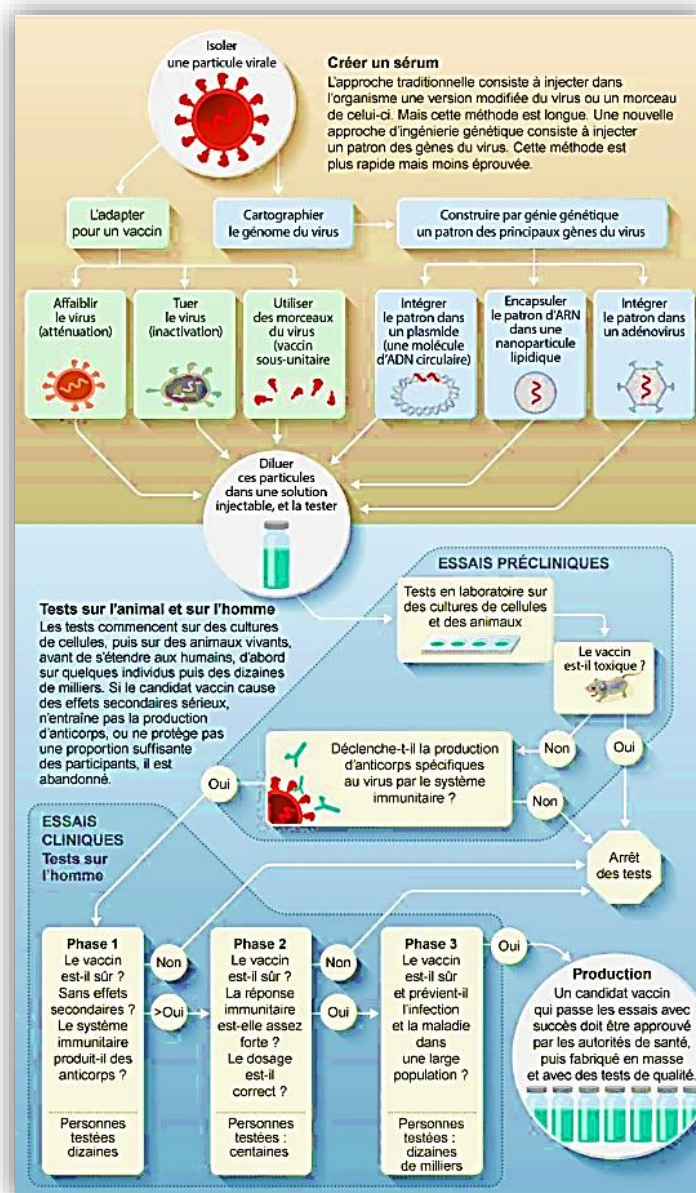 Isoler
une particule virale
Créer un sérum
L'approche traditionnelle consiste à injecter dans
l'organisme une version modifiée du virus ou un morceau
de celui-ci. Mais cette méthode est longue. Une nouvelle
approche d'ingénierie génétique consiste à injecter
un patron des gènes du virus. Cette méthode est
plus rapide mais moins éprouvée.
L'adapter
pour un vaccin
Cartographier
le génome du virus
Construire par génie génétique
un patron des principaux gènes du virus
Affaiblir
le virus
(atténuation)
Tuer
le virus
(inactivation)
Utiliser
des morceaux
du virus
(vaccin
sous-unitaire
Intégrer
le patron dans
un plasmide
(une molécule
d'ADN circulaire)
Encapsuler
le patron d'ARN
dans une
nanoparticule
lipidique
Intégrer
le patron dans
un adénovirus
Diluer
ces particules
dans une solution
injectable, et la tester
ESSAIS PRÉCLINIQUES
Tests en laboratoire sur
des cultures de cellules
et des animaux
Tests sur l'animal et sur l'homme
Les tests commencent sur des cultures
de cellules, puis sur des animaux vivants,
avant de s'étendre aux humains, d'abord
sur quelques individus puis des dizaines
de milliers. Si le candidat vaccin cause
des effets secondaires sérieux,
n'entraîne pas la production
d'anticorps, ou ne protège pas
une proportion suffisante
des participants, il est
abandonné.
Le vaccin
est-il toxique ?
Non
Oui
Déclenche-t-il la production
d'anticorps spécifiques
au virus par le système
immunitaire ?
Oui
Non
Arrêt
des tests
ESSAIS
CLINIQUES
Tests sur
l'homme
Phase 1
Le vaccin
est-il sûr ?
Sans effets
secondaires ?
Le système
immunitaire
produit-il des
anticorps ?
Personnes
testées
dizaines
Non
>Oui
Phase 2
Le vaccin
est-il sûr ?
La réponse
immunitaire
est-elle assez
forte ?
Le dosage
est-il
correct ?
Personnes
testées :
centaines
Non
Oui
Phase 3
Le vaccin
est-il sûr
et prévient-il
l'infection
et la maladie
dans
une large
population ?
Personnes
testées :
dizaines
de milliers
Oui
Production
Un candidat vaccin
qui passe les essais avec
succès doit être approuvé
par les autorités de santé,
puis fabriqué en masse
et avec des tests de qualité.